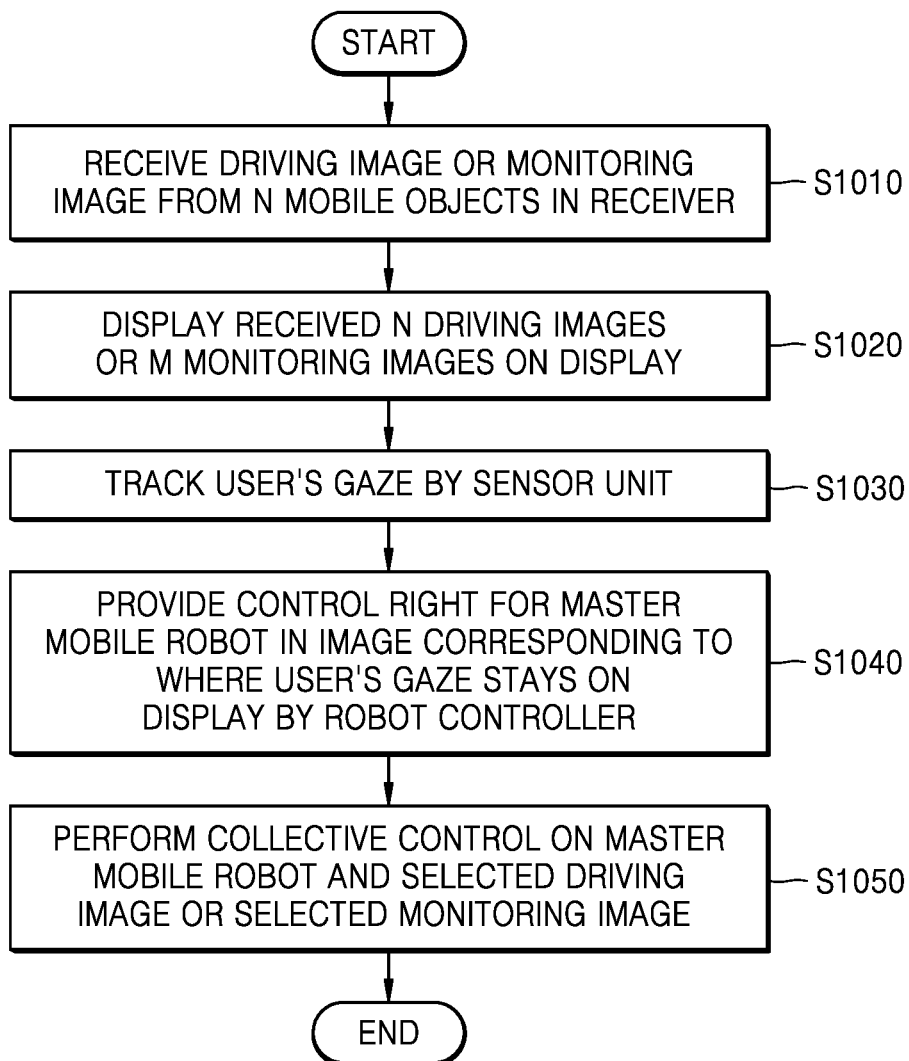 START
RECEIVE DRIVING IMAGE OR MONITORING
IMAGE FROM N MOBILE OBJECTS IN RECEIVER
S1010
DISPLAY RECEIVED N DRIVING IMAGES
OR M MONITORING IMAGES ON DISPLAY
S1020
TRACK USER'S GAZE BY SENSOR UNIT
S1030
PROVIDE CONTROL RIGHT FOR MASTER
MOBILE ROBOT IN IMAGE CORRESPONDING TO
WHERE USER'S GAZE STAYS ON
DISPLAY BY ROBOT CONTROLLER
S1040
PERFORM COLLECTIVE CONTROL ON MASTER
MOBILE ROBOT AND SELECTED DRIVING
IMAGE OR SELECTED MONITORING IMAGE
S1050
END